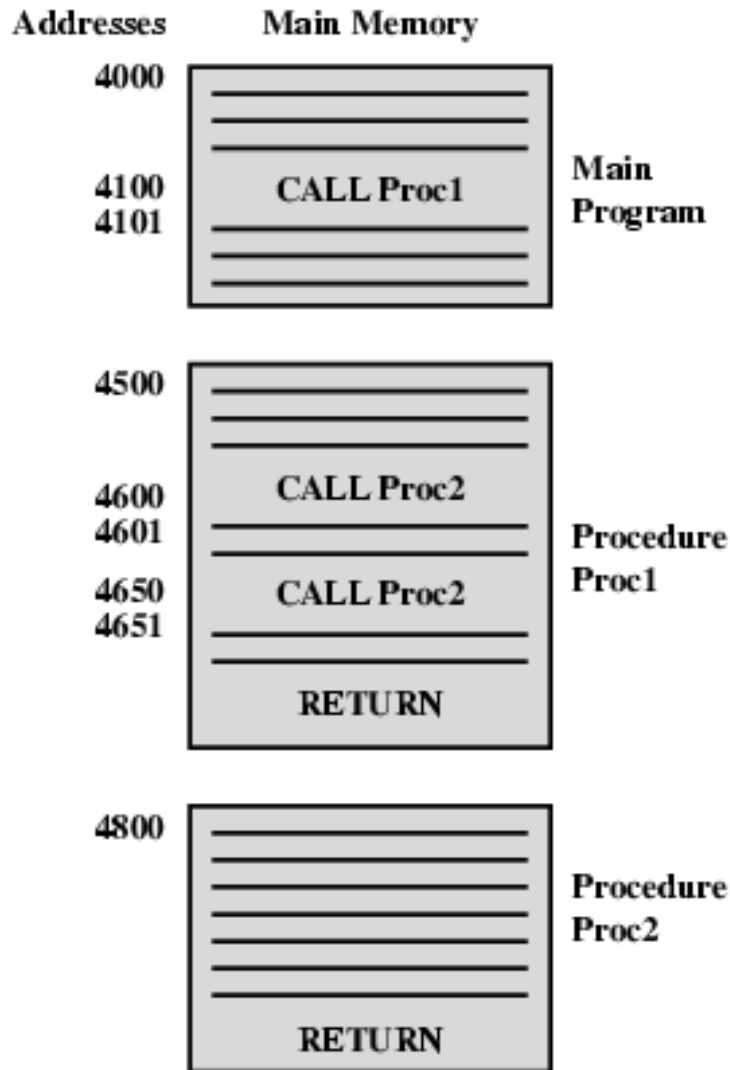 Addresses Main Memory
4000
4100 CALL Proc1
4101
Main
Program
4500
4600 CALL Proc2
4601
4650 CALL Proc2
4651
RETURN
Procedure
Proc1
4800
Procedure
Proc2
RETURN